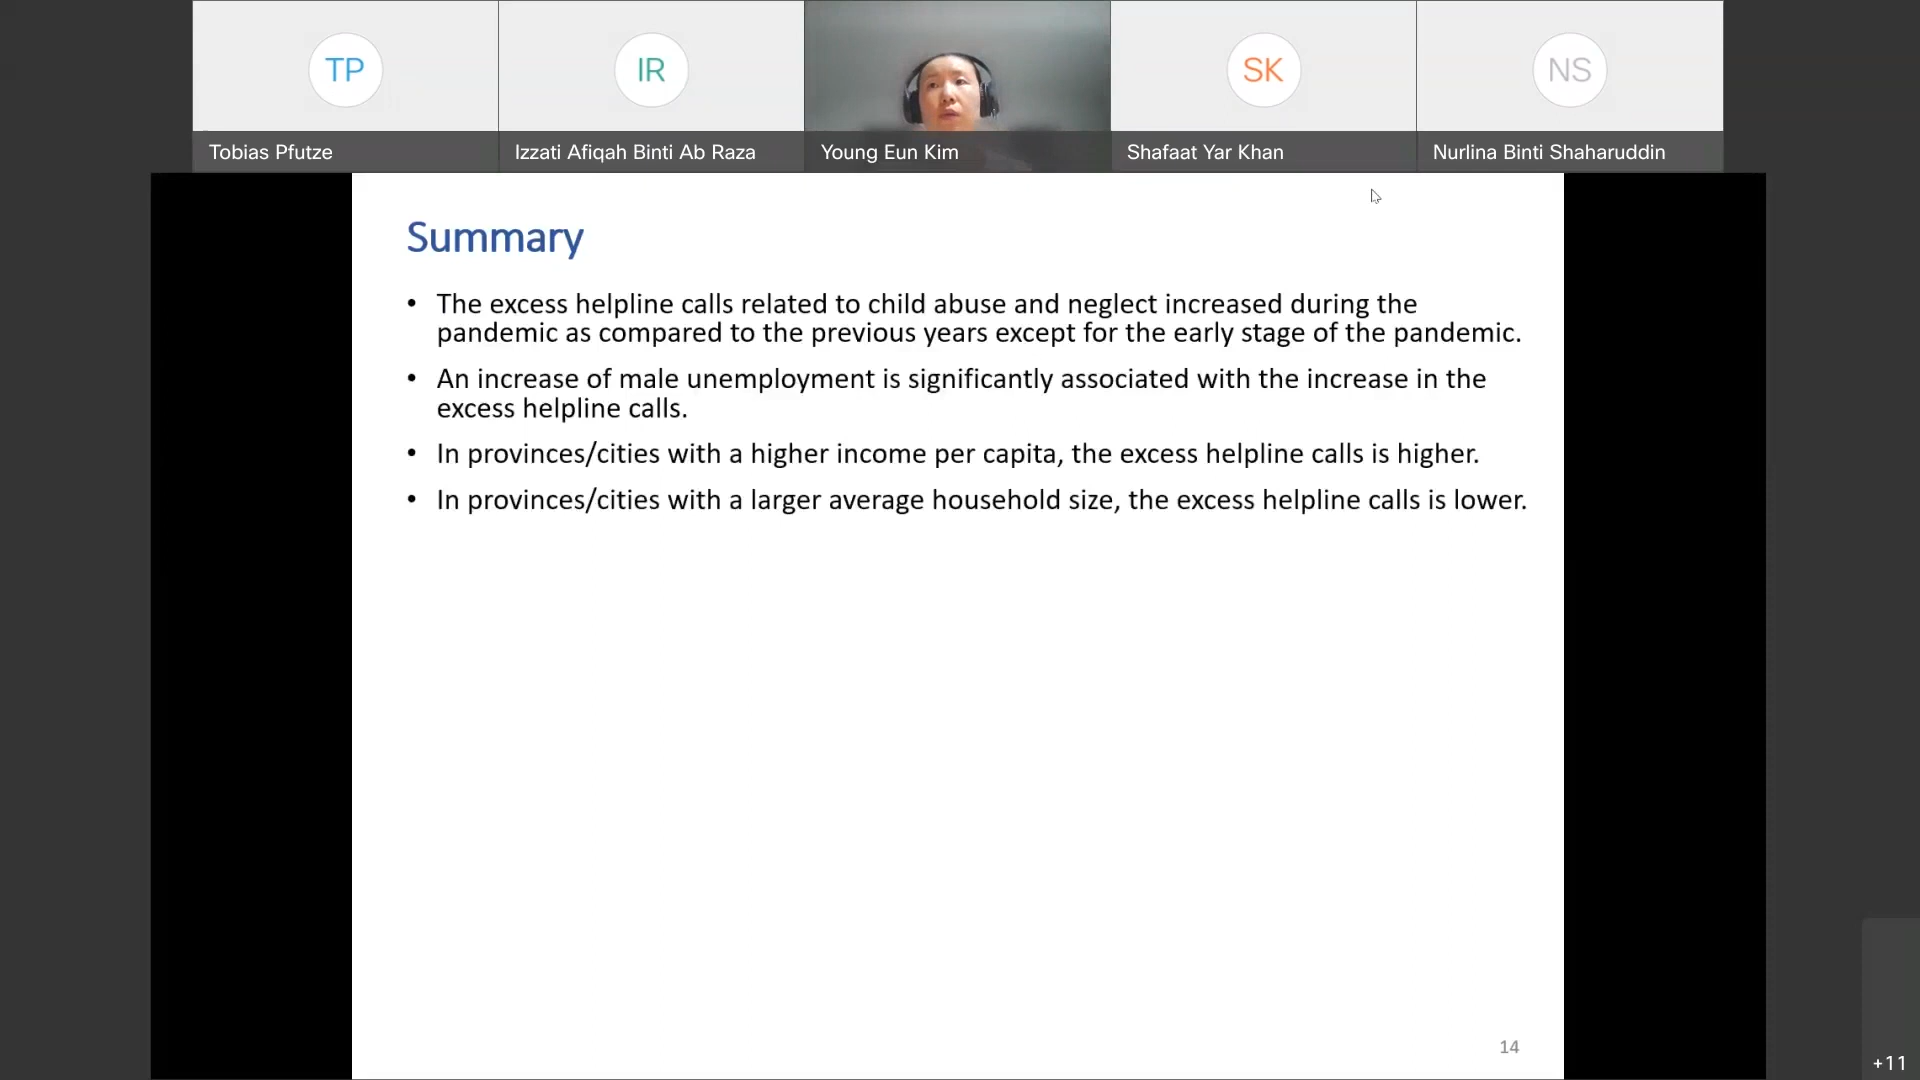 TP
IR
SK
NS
Tobias Pfutze
Izzati Afiqah Binti Ab Raza
Young Eun Kim
Shafaat Yar Khan
Nurlina Binti Shaharuddin
Summary
• The excess helpline calls related to child abuse and neglect increased during the
pandemic as compared to the previous years except for the early stage of the pandemic.
• An increase of male unemployment is significantly associated with the increase in the
excess helpline calls.
• In provinces/cities with a higher income per capita, the excess helpline calls is higher.
• In provinces/cities with a larger average household size, the excess helpline calls is lower.
14
+11